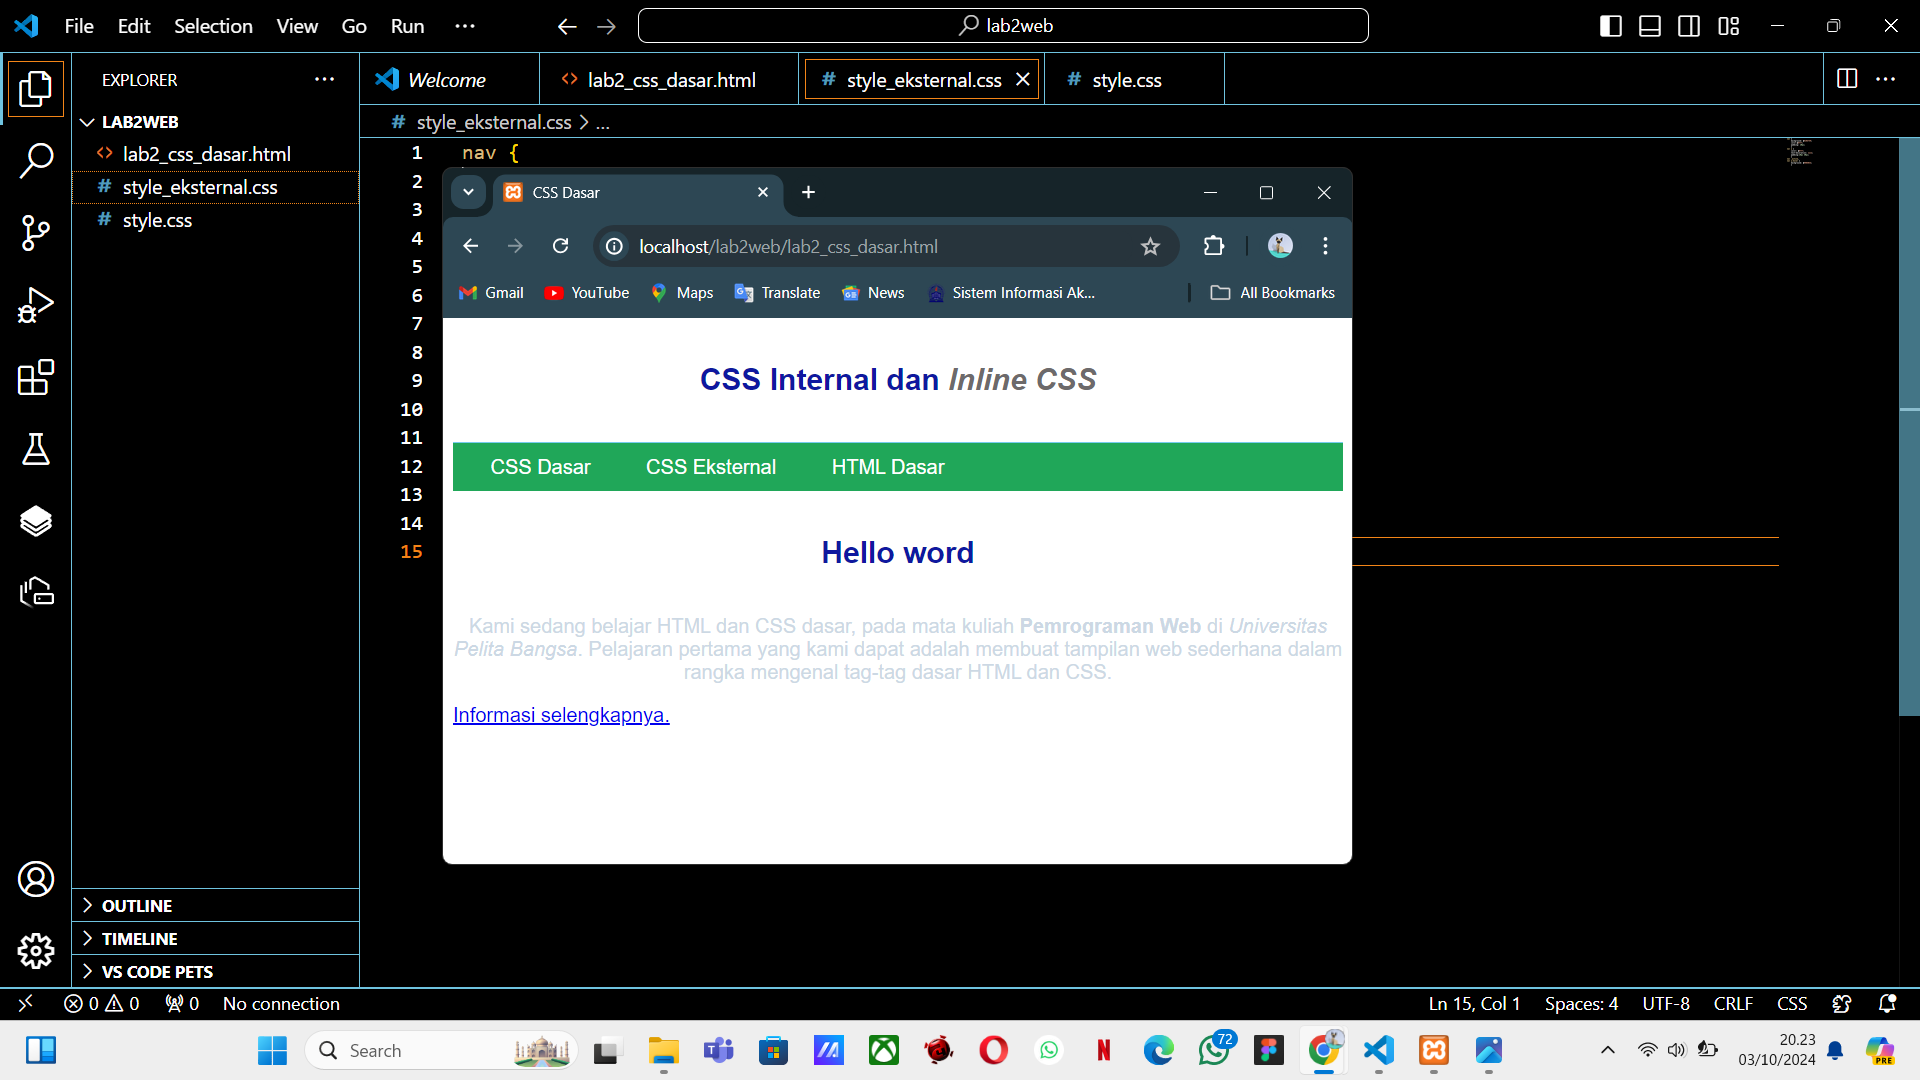 File Edit Selection View Go Run ...
lab2web
EXPLORER ...
Welcome
lab2_css_dasar.html
# style_eksternal.css
# style.css
LAB2WEB
lab2_css_dasar.html
# style_eksternal.css
# style.css
# style_eksternal.css > ...
1 nav {
2
3
4
5
6
7
8
9
10
11
12
13
14
15
CSS Dasar
localhost/lab2web/lab2_css_dasar.html
Gmail YouTube Maps Translate News Sistem Informasi Ak... All Bookmarks
CSS Internal dan Inline CSS
CSS Dasar CSS Eksternal HTML Dasar
Hello word
Kami sedang belajar HTML dan CSS dasar, pada mata kuliah Pemrograman Web di Universitas
Pelita Bangsa. Pelajaran pertama yang kami dapat adalah membuat tampilan web sederhana dalam
rangka mengenal tag-tag dasar HTML dan CSS.
Informasi selengkapnya.
OUTLINE
TIMELINE
VS CODE PETS
0 0 0 No connection
Ln 15, Col 1 Spaces: 4 UTF-8 CRLF CSS
Search
72
20.23
03/10/2024
PRE